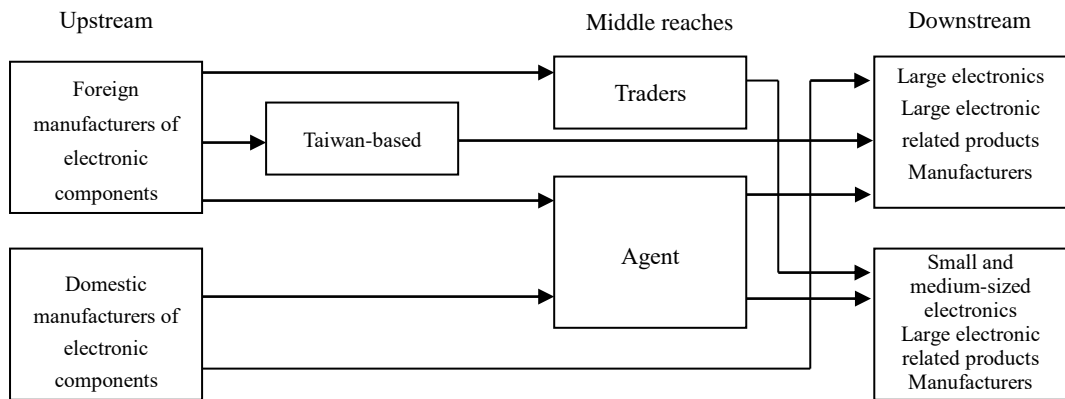 Upstream
Middle reaches
Downstream
Foreign
manufacturers of
electronic
components
Taiwan-based
Traders
Large electronics
Large electronic
related products
Manufacturers
Domestic
manufacturers of
electronic
components
Agent
Small and
medium-sized
electronics
Large electronic
related products
Manufacturers